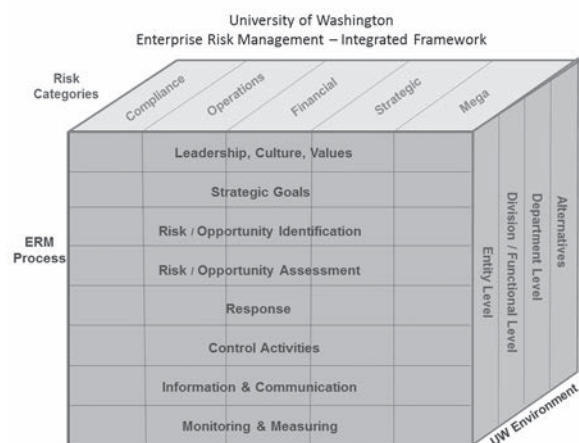 University of Washington
Enterprise Risk Management – Integrated Framework
Risk
Categories
Compliance
Operations
Financial
Strategic
Mega
ERM
Process
Leadership, Culture, Values
Strategic Goals
Risk / Opportunity Identification
Risk / Opportunity Assessment
Response
Control Activities
Information & Communication
Monitoring & Measuring
Entity Level
Division / Functional Level
Department Level
Alternatives
UW Environment